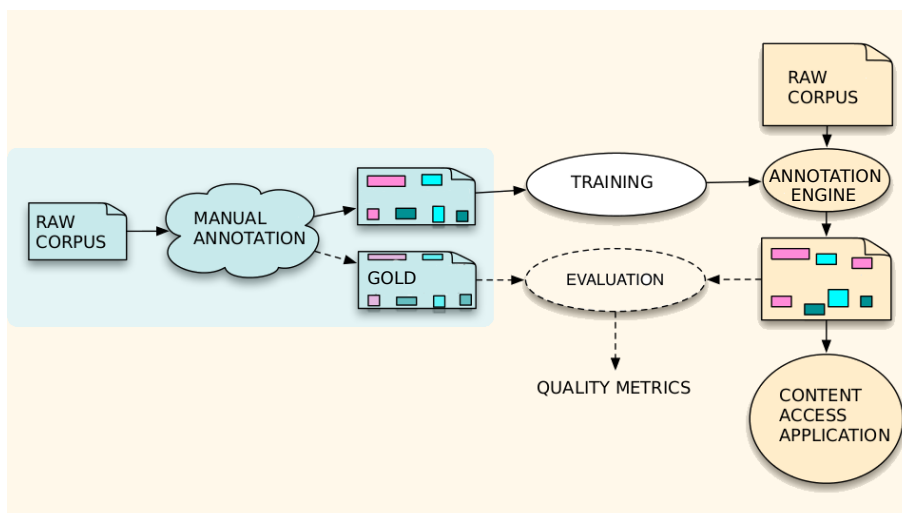 RAW
CORPUS
MANUAL
ANNOTATION
GOLD
TRAINING
EVALUATION
QUALITY METRICS
RAW
CORPUS
ANNOTATION
ENGINE
CONTENT
ACCESS
APPLICATION